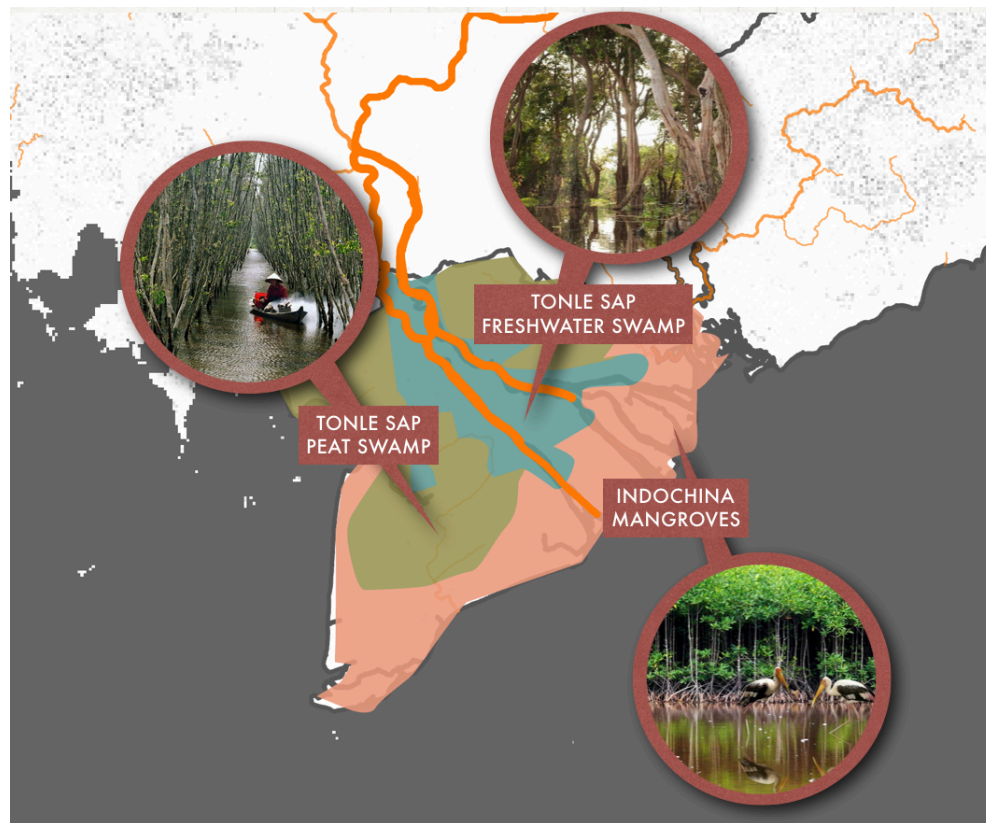 TONLE SAP
FRESHWATER SWAMP
TONLE SAP
PEAT SWAMP
INDOCHINA
MANGROVES